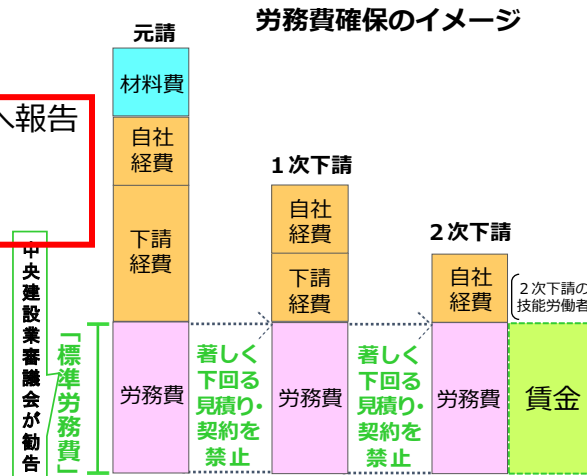 労務費確保のイメージ
元請
材料費
へ報告
自社
経費
下請
経費
労務費
1次下請
自社
経費
下請
経費
労務費
2次下請
自社
経費
労務費
2次下請の
技能労働者
賃金
著しく
下回る
見積り・
契約を
禁止
著しく
下回る
見積り・
契約を
禁止
中央建設業審議会が勧告
「標準労務費」